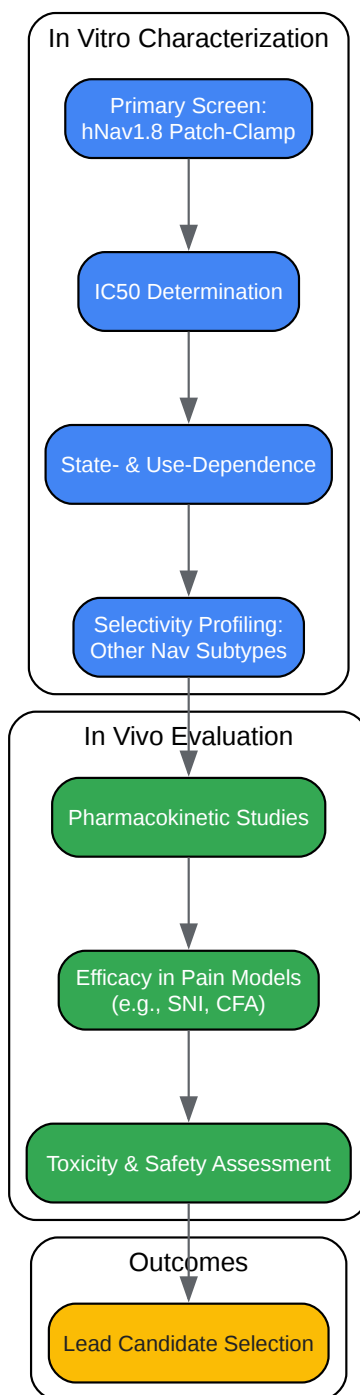 In Vitro Characterization
Primary Screen:
hNav1.8 Patch-Clamp
IC50 Determination
State- & Use-Dependence
Selectivity Profiling:
Other Nav Subtypes
In Vivo Evaluation
Pharmacokinetic Studies
Efficacy in Pain Models
(e.g., SNI, CFA)
Toxicity & Safety Assessment
Outcomes
Lead Candidate Selection